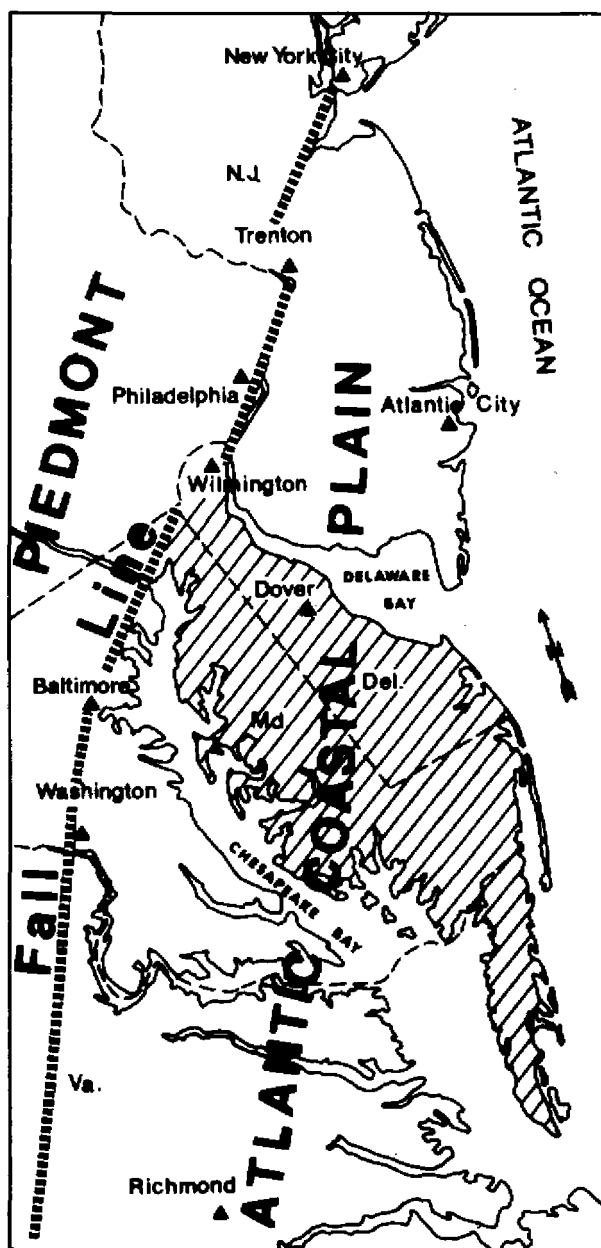 New York City
ATLANTIC OCEAN
N.J.
Trenton
PIEDMONT
Philadelphia
PLAIN
Atlantic City
Wilmington
Fall Line
DELAWARE
BAY
Dover
Baltimore
Del.
Md
COASTAL
Washington
CHESAPEAKE BAY
ATLANTIC
Va.
Richmond